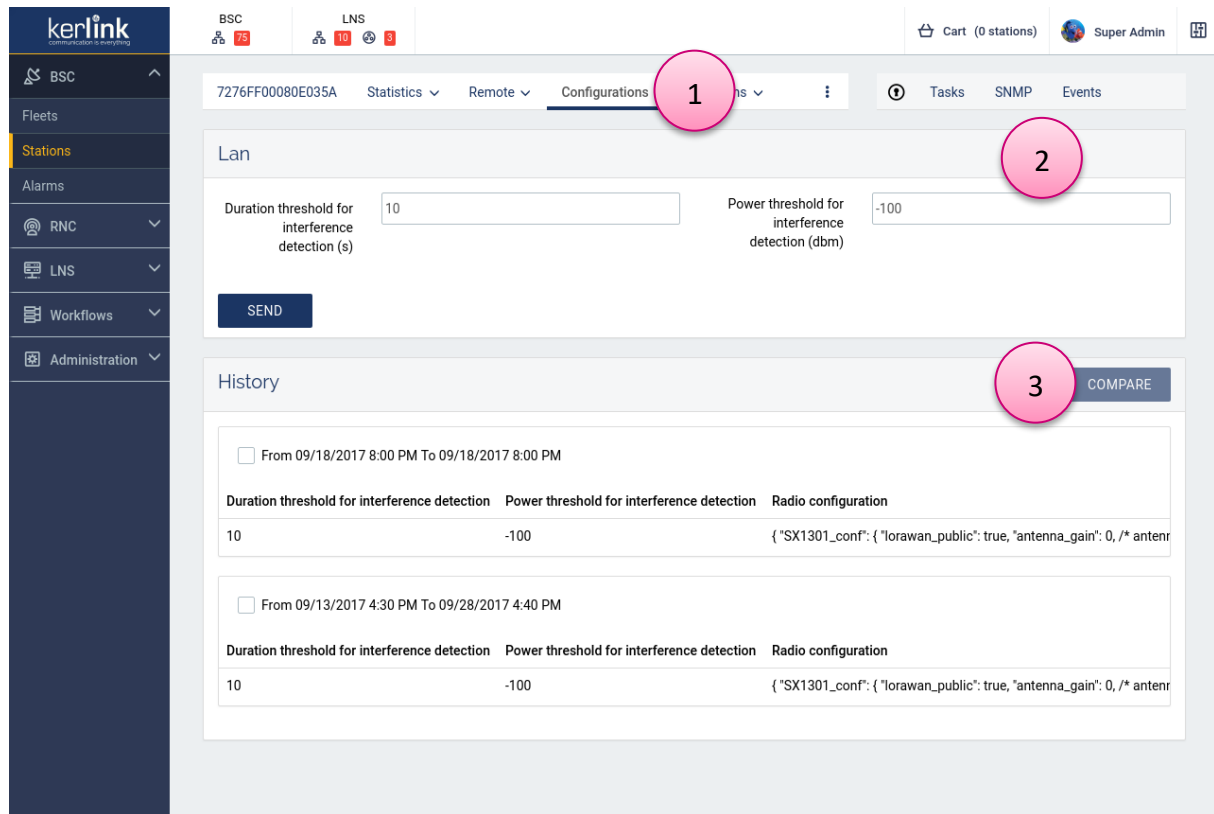 kerlink
communication is everything
BSC
75
LNS
10 3
Cart (0 stations)
Super Admin
BSC
Fleets
Stations
Alarms
RNC
LNS
Workflows
Administration
7276FF00080E035A Statistics Remote Configurations 1 ns
Tasks SNMP Events
Lan
2
Duration threshold for
interference
detection (s)
10
Power threshold for
interference
detection (dbm)
-100
SEND
History
3
COMPARE
From 09/18/2017 8:00 PM To 09/18/2017 8:00 PM
Duration threshold for interference detection Power threshold for interference detection Radio configuration
10 -100 { "SX1301_conf": { "lorawan_public": true, "antenna_gain": 0, /* antenn
From 09/13/2017 4:30 PM To 09/28/2017 4:40 PM
Duration threshold for interference detection Power threshold for interference detection Radio configuration
10 -100 { "SX1301_conf": { "lorawan_public": true, "antenna_gain": 0, /* antenn